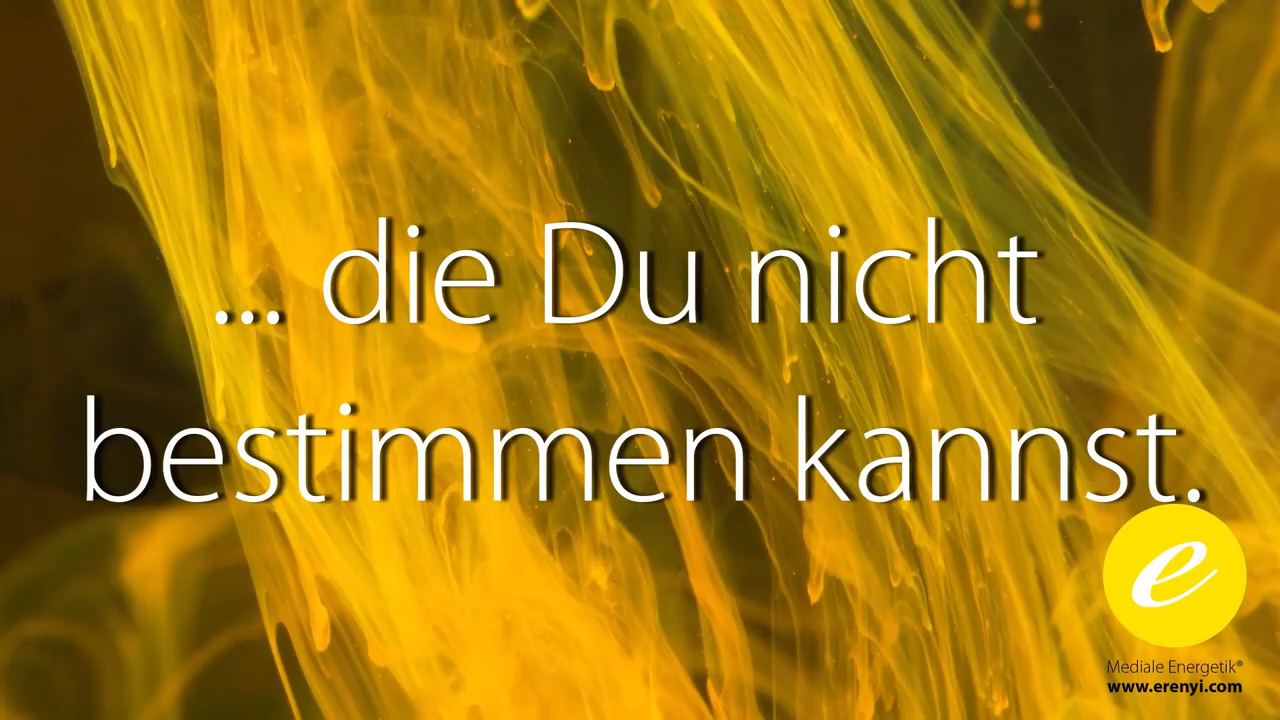 ... die Du nicht
bestimmen kannst.
e
Mediale Energetik®
www.erenyi.com